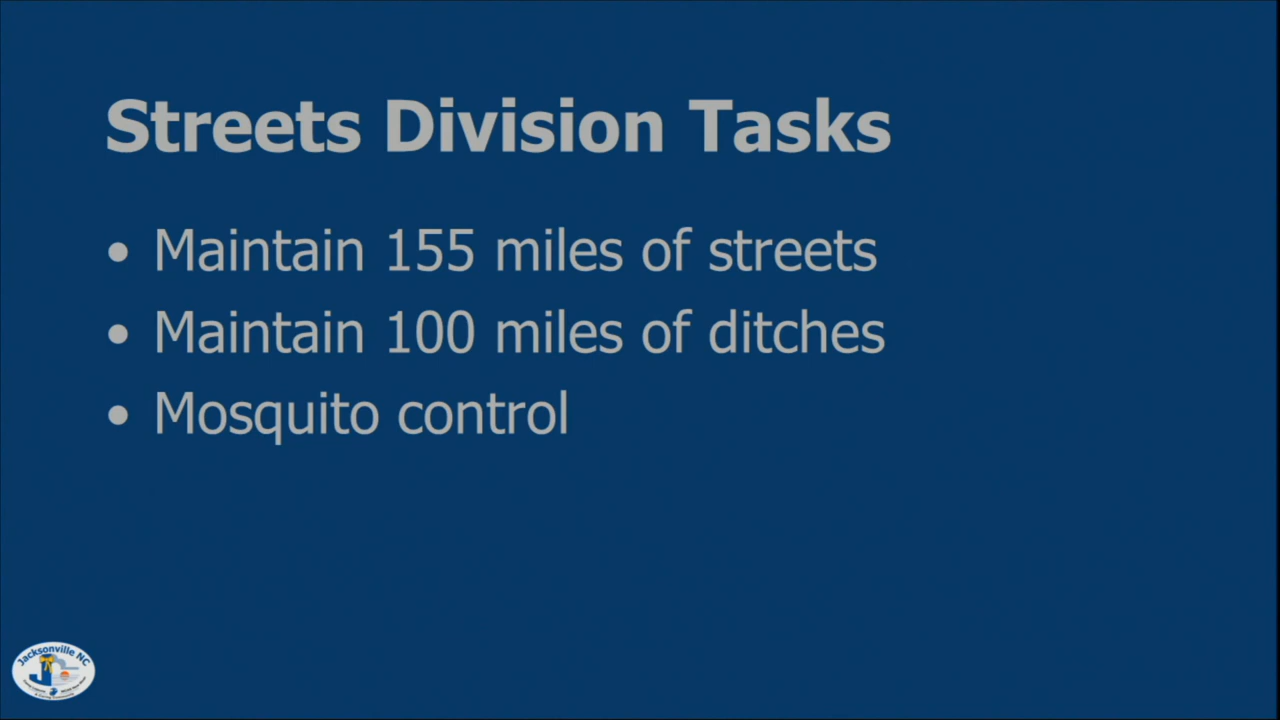 Streets Division Tasks
• Maintain 155 miles of streets
• Maintain 100 miles of ditches
• Mosquito control
Jacksonville NC